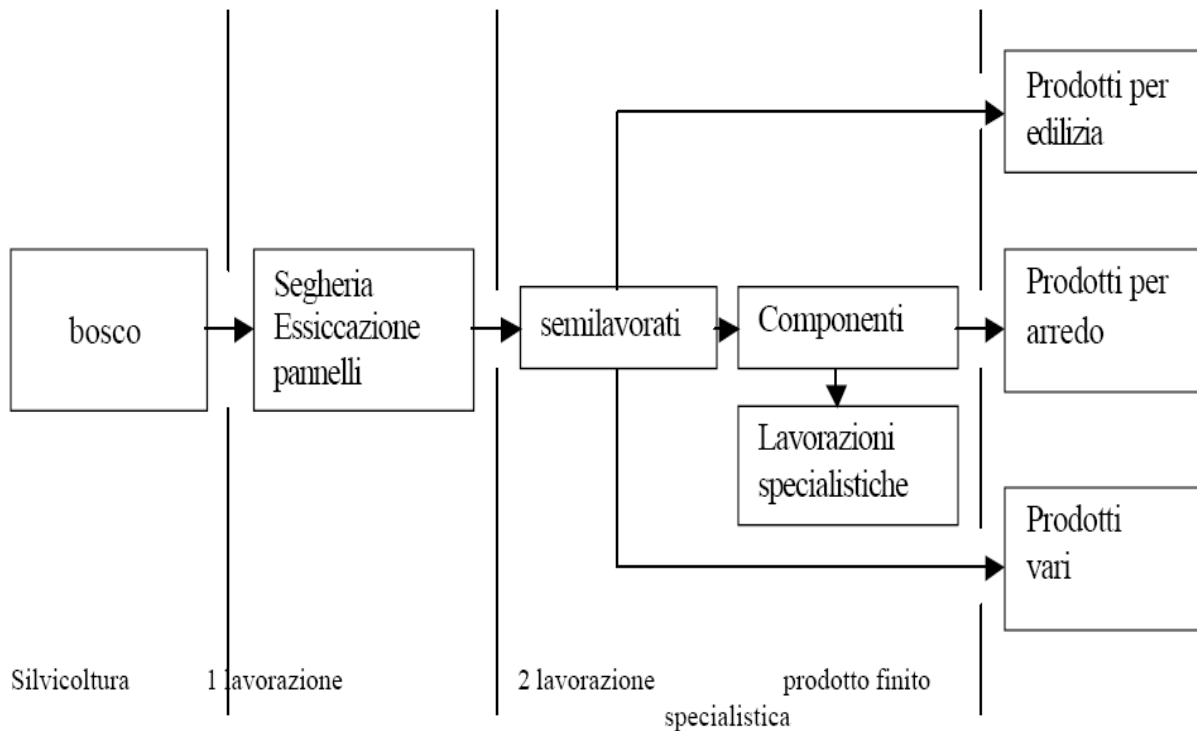 Prodotti per
edilizia
bosco
Segheria
Essiccazione
pannelli
semilavorati
Componenti
Prodotti per
arredo
Lavorazioni
specialistiche
Prodotti
vari
Silvicoltura
1 lavorazione
2 lavorazione
prodotto finito
specialistica